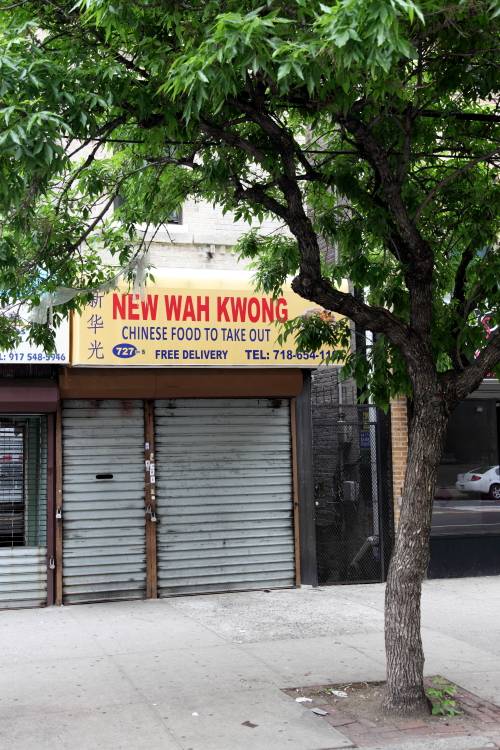 新华光
NEW WAH KWONG
CHINESE FOOD TO TAKE OUT
727
FREE DELIVERY
TEL: 718-654-11
L: 917 548-5946